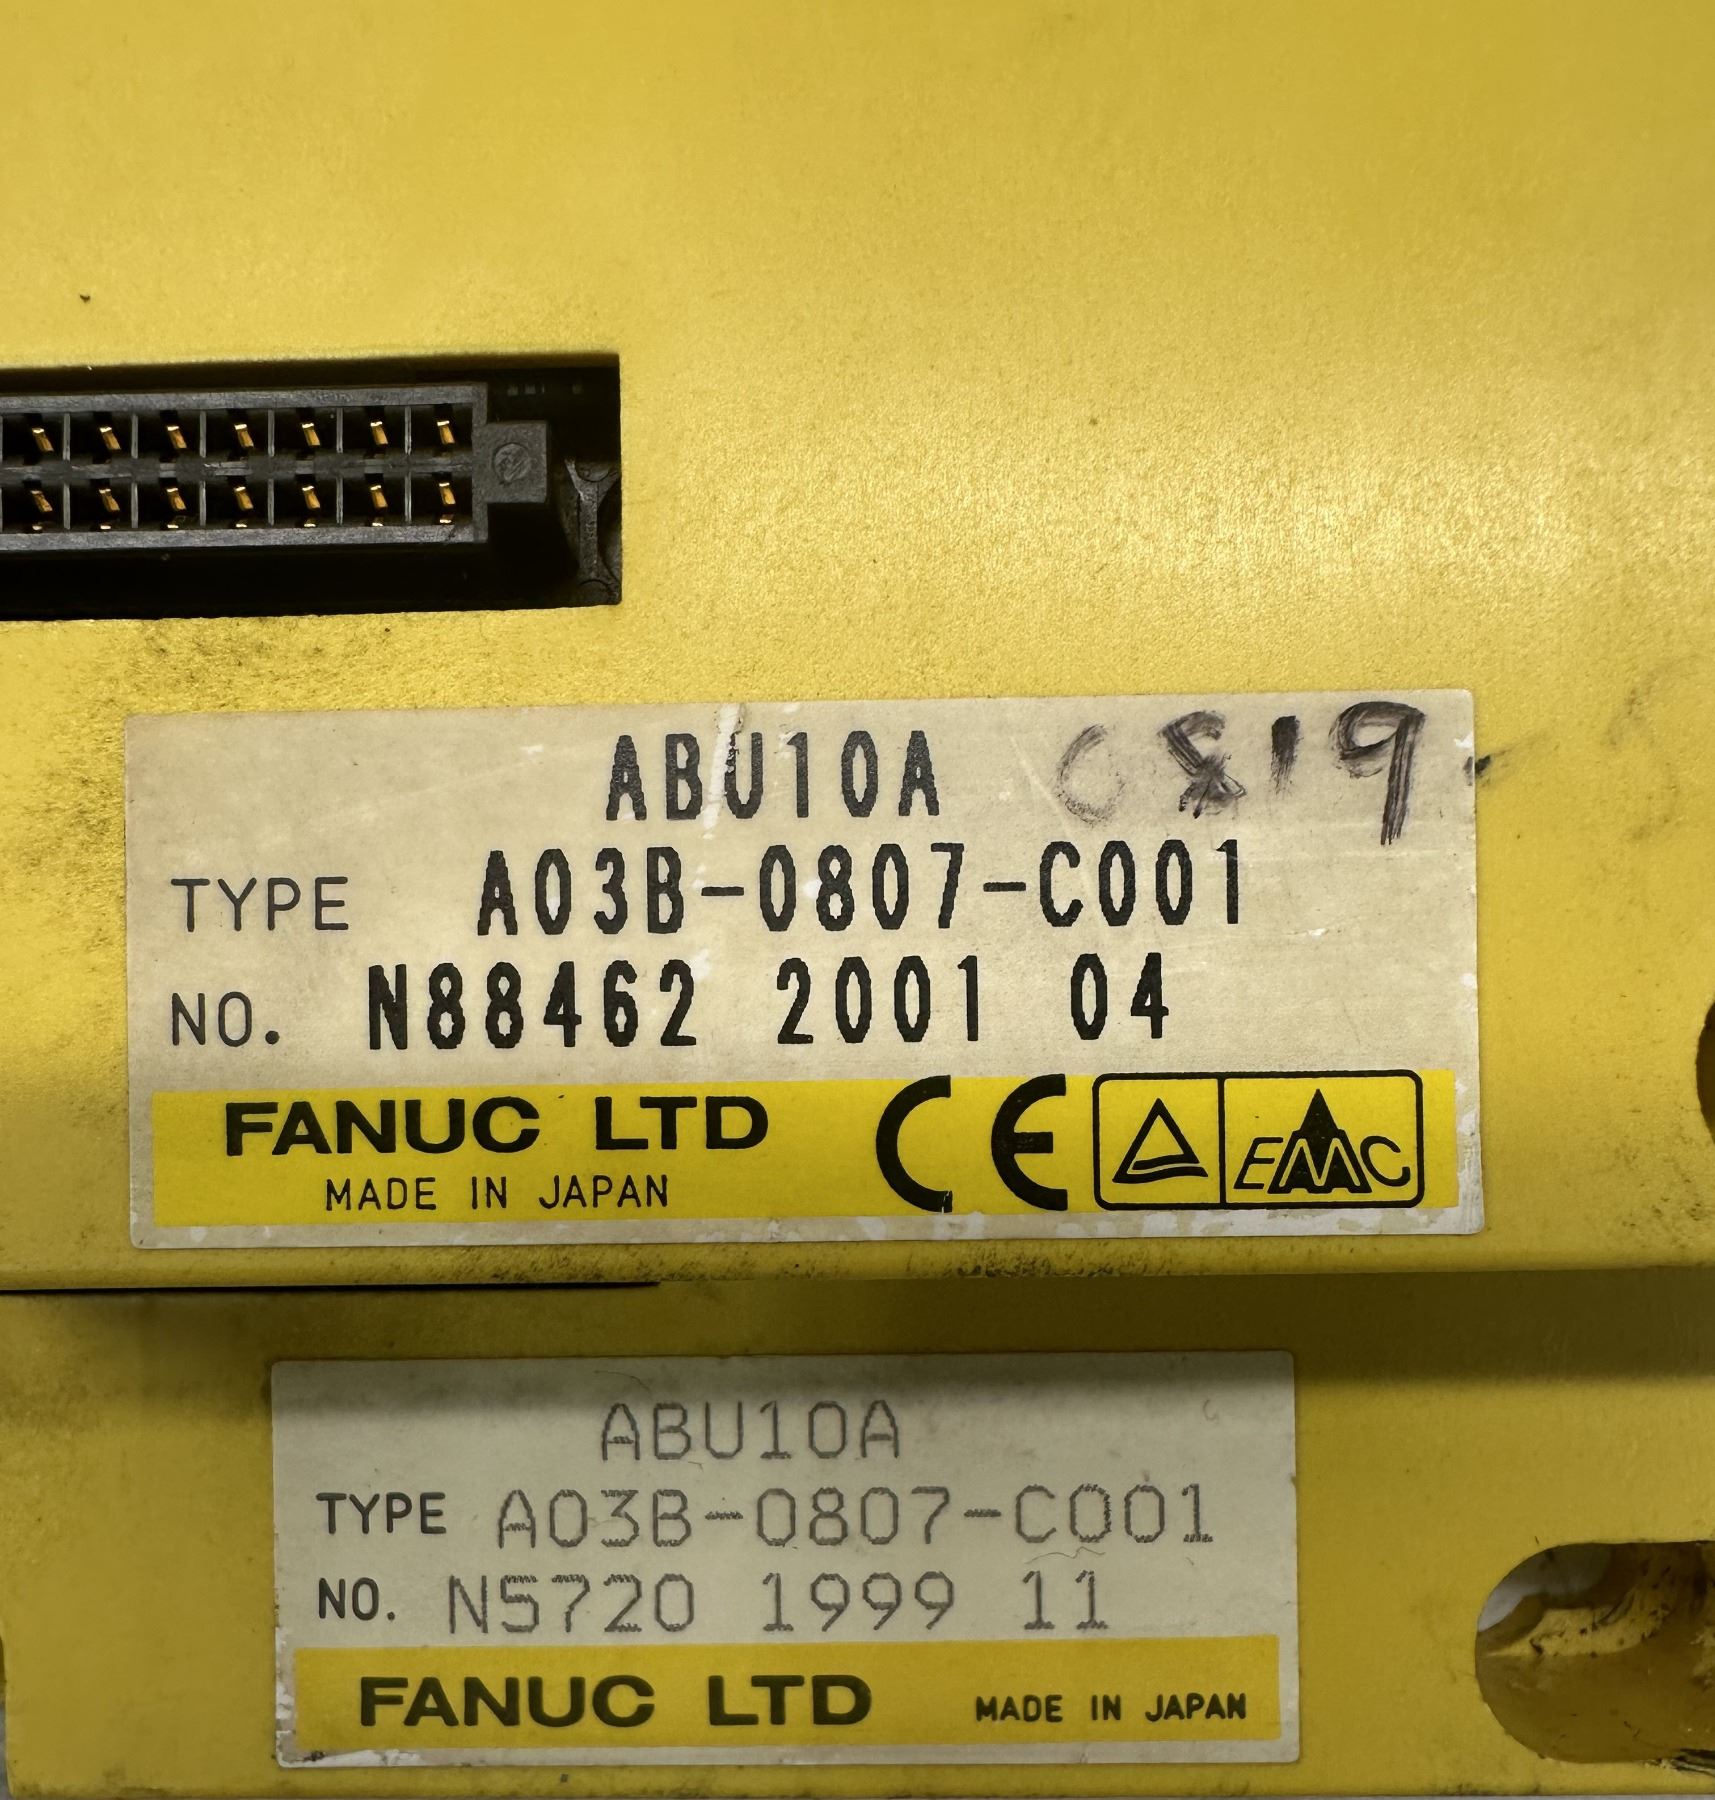 ABU10A 0819
TYPE A03B-0807-C001
NO. N88462 2001 04
FANUC LTD CE EMC
MADE IN JAPAN
ABU10A
TYPE A03B-0807-C001
NO. N5720 1999 11
FANUC LTD MADE IN JAPAN